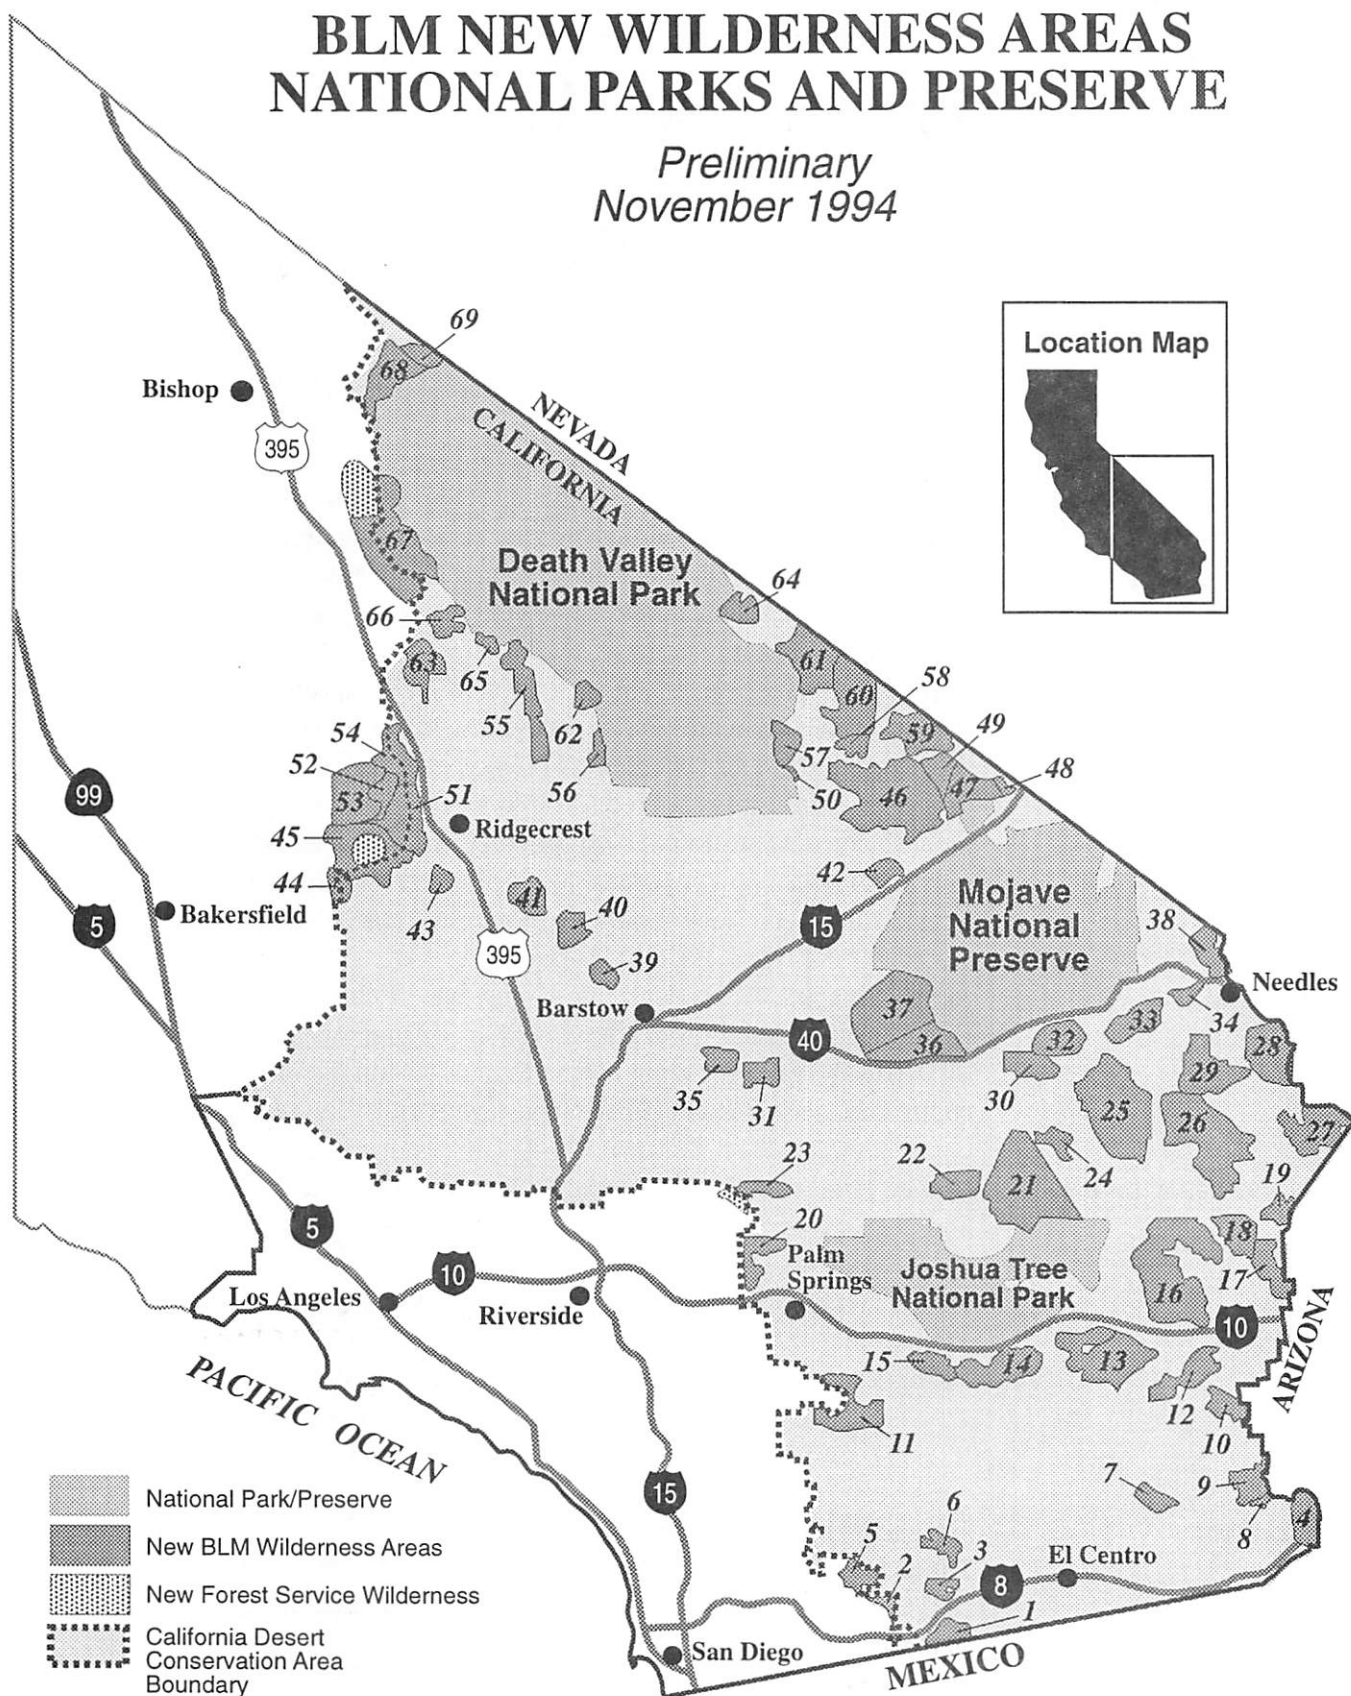 BLM NEW WILDERNESS AREAS
NATIONAL PARKS AND PRESERVE
Preliminary
November 1994
Location Map
69
68
Bishop
395
NEVADA
CALIFORNIA
67
Death Valley
National Park
64
66
63
65
61
58
60
55
62
49
59
54
57
48
52
56
50
46
47
99
53
51
45
Ridgecrest
42
44
41
Mojave
National
Preserve
5
Bakersfield
43
40
15
38
395
39
Needles
Barstow
37
34
33
40
32
28
36
35
31
30
29
25
26
27
23
22
24
21
19
5
20
18
Palm
Springs
10
Joshua Tree
National Park
Los Angeles
Riverside
16
17
10
ARIZONA
15
14
13
PACIFIC OCEAN
12
11
10
7
9
National Park/Preserve
15
8
4
6
New BLM Wilderness Areas
5
3
El Centro
2
8
New Forest Service Wilderness
1
California Desert
Conservation Area
Boundary
San Diego
MEXICO